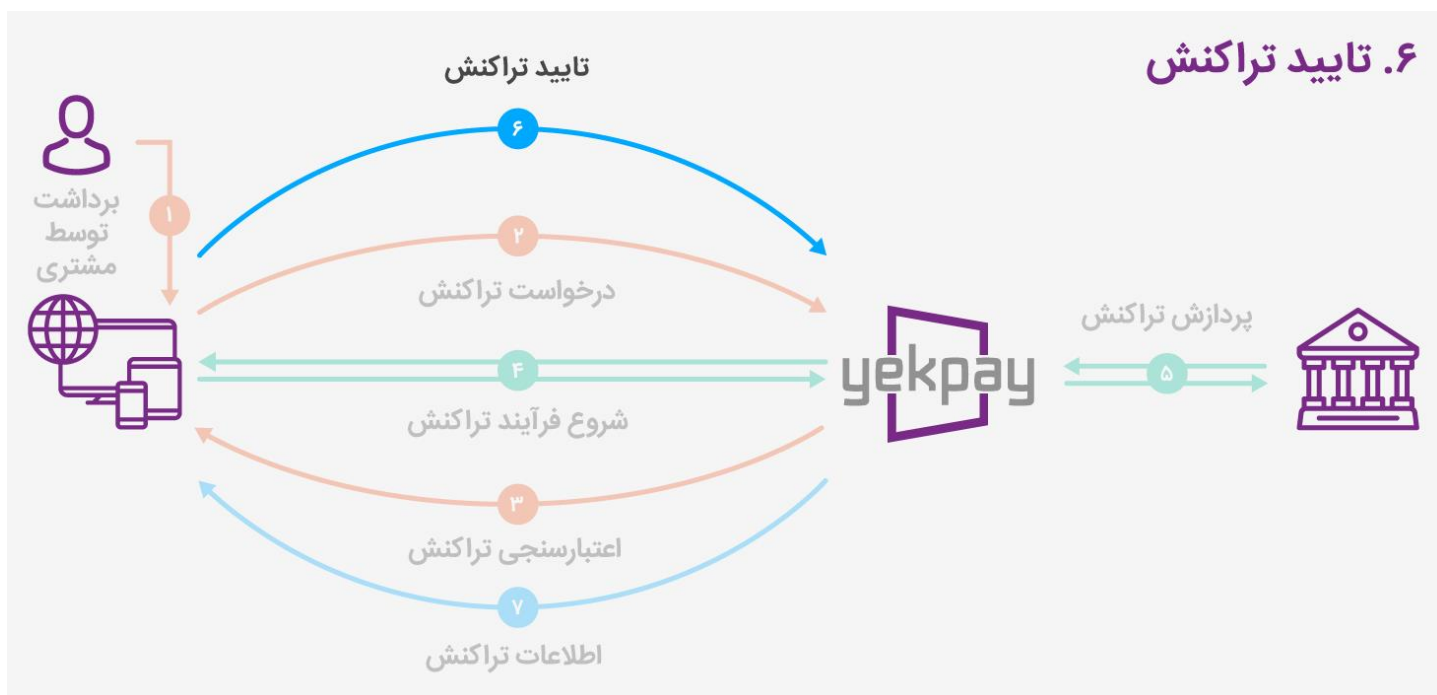 ۶. تایید تراکنش
تایید تراکنش
۶
برداشت
توسط
مشتری
۱
۲
درخواست تراکنش
پردازش تراکنش
yekpay
۴
۵
شروع فرآیند تراکنش
۳
اعتبارسنجی تراکنش
۷
اطلاعات تراکنش